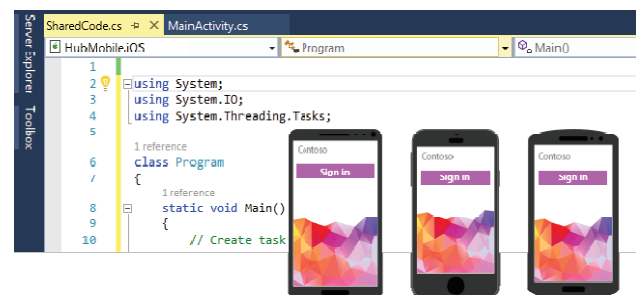 SharedCode.cs MainActivity.cs
Server Explorer
Toolbox
HubMobile.iOS Program Main()
1
2 using System;
3 using System.IO;
4 using System.Threading.Tasks;
5
1 reference
6 class Program
7 {
1 reference
8 static void Main()
9 {
10 // Create task
Contoso
Sign in
Contoso
Sign in
Contoso
Sign in